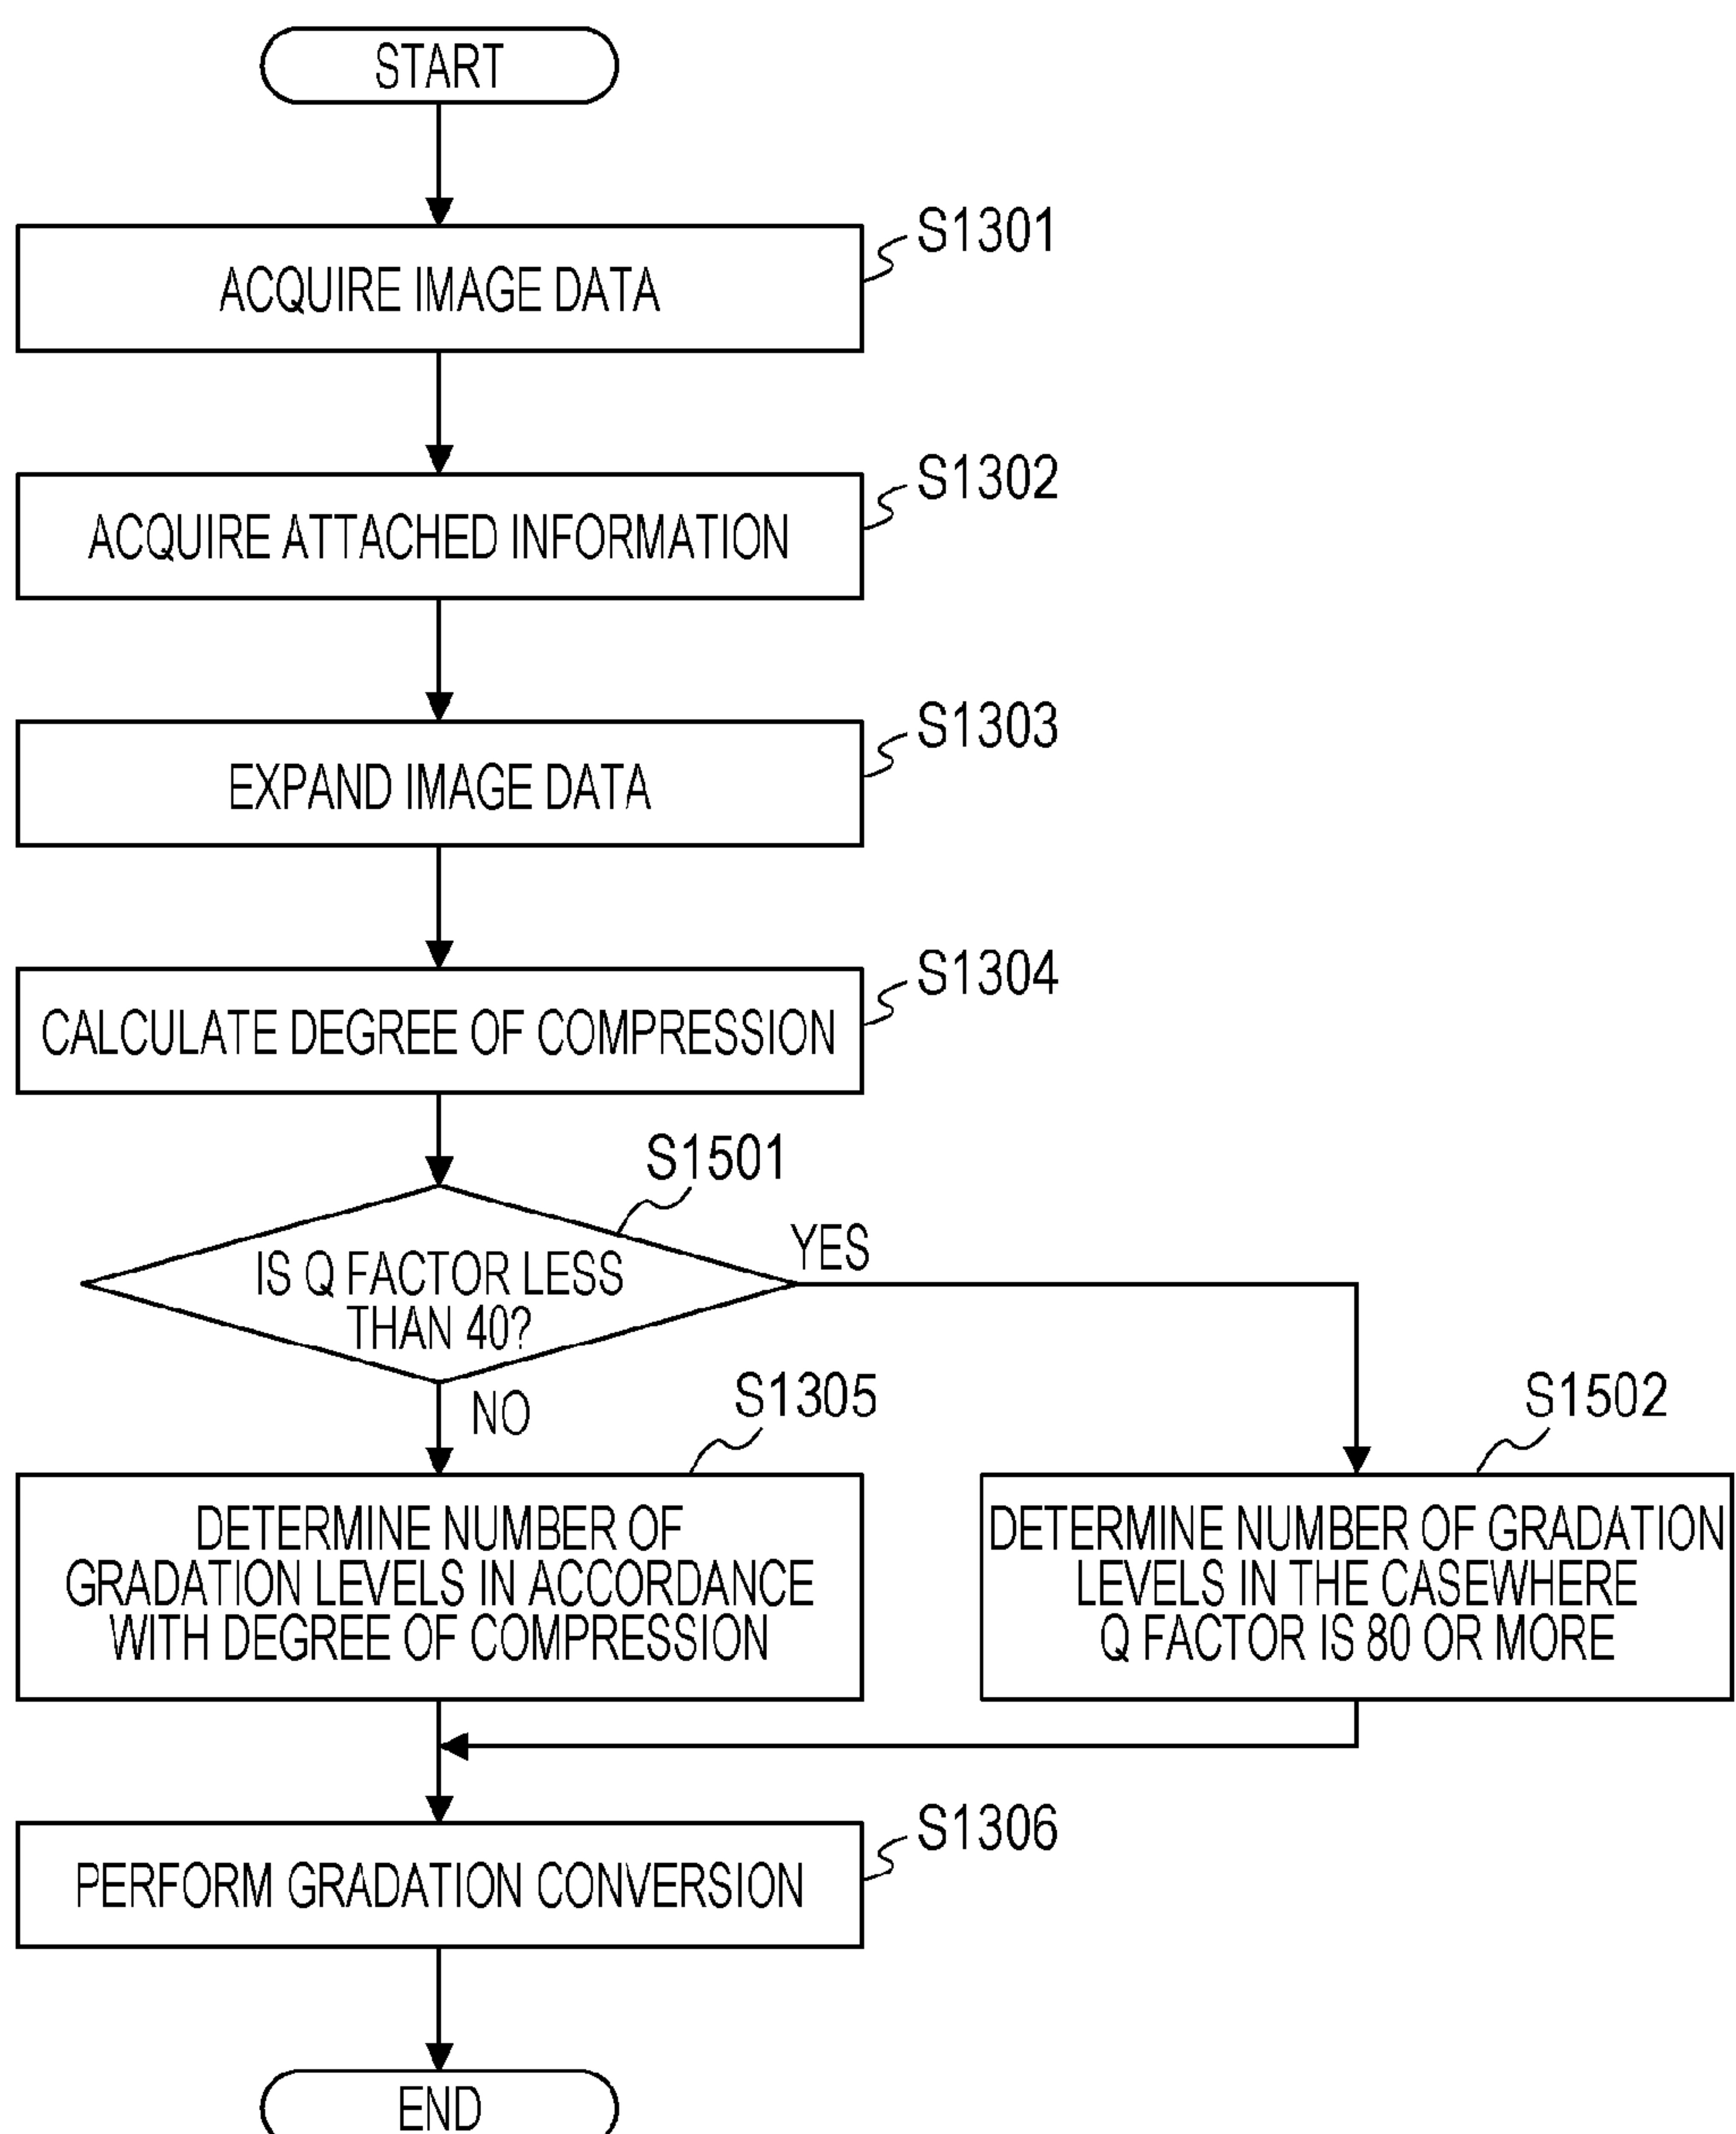 START
S1301
ACQUIRE IMAGE DATA
S1302
ACQUIRE ATTACHED INFORMATION
S1303
EXPAND IMAGE DATA
S1304
CALCULATE DEGREE OF COMPRESSION
S1501
YES
IS Q FACTOR LESS
THAN 40?
NO
S1305
DETERMINE NUMBER OF
GRADATION LEVELS IN ACCORDANCE
WITH DEGREE OF COMPRESSION
S1502
DETERMINE NUMBER OF GRADATION
LEVELS IN THE CASEWHERE
Q FACTOR IS 80 OR MORE
S1306
PERFORM GRADATION CONVERSION
END